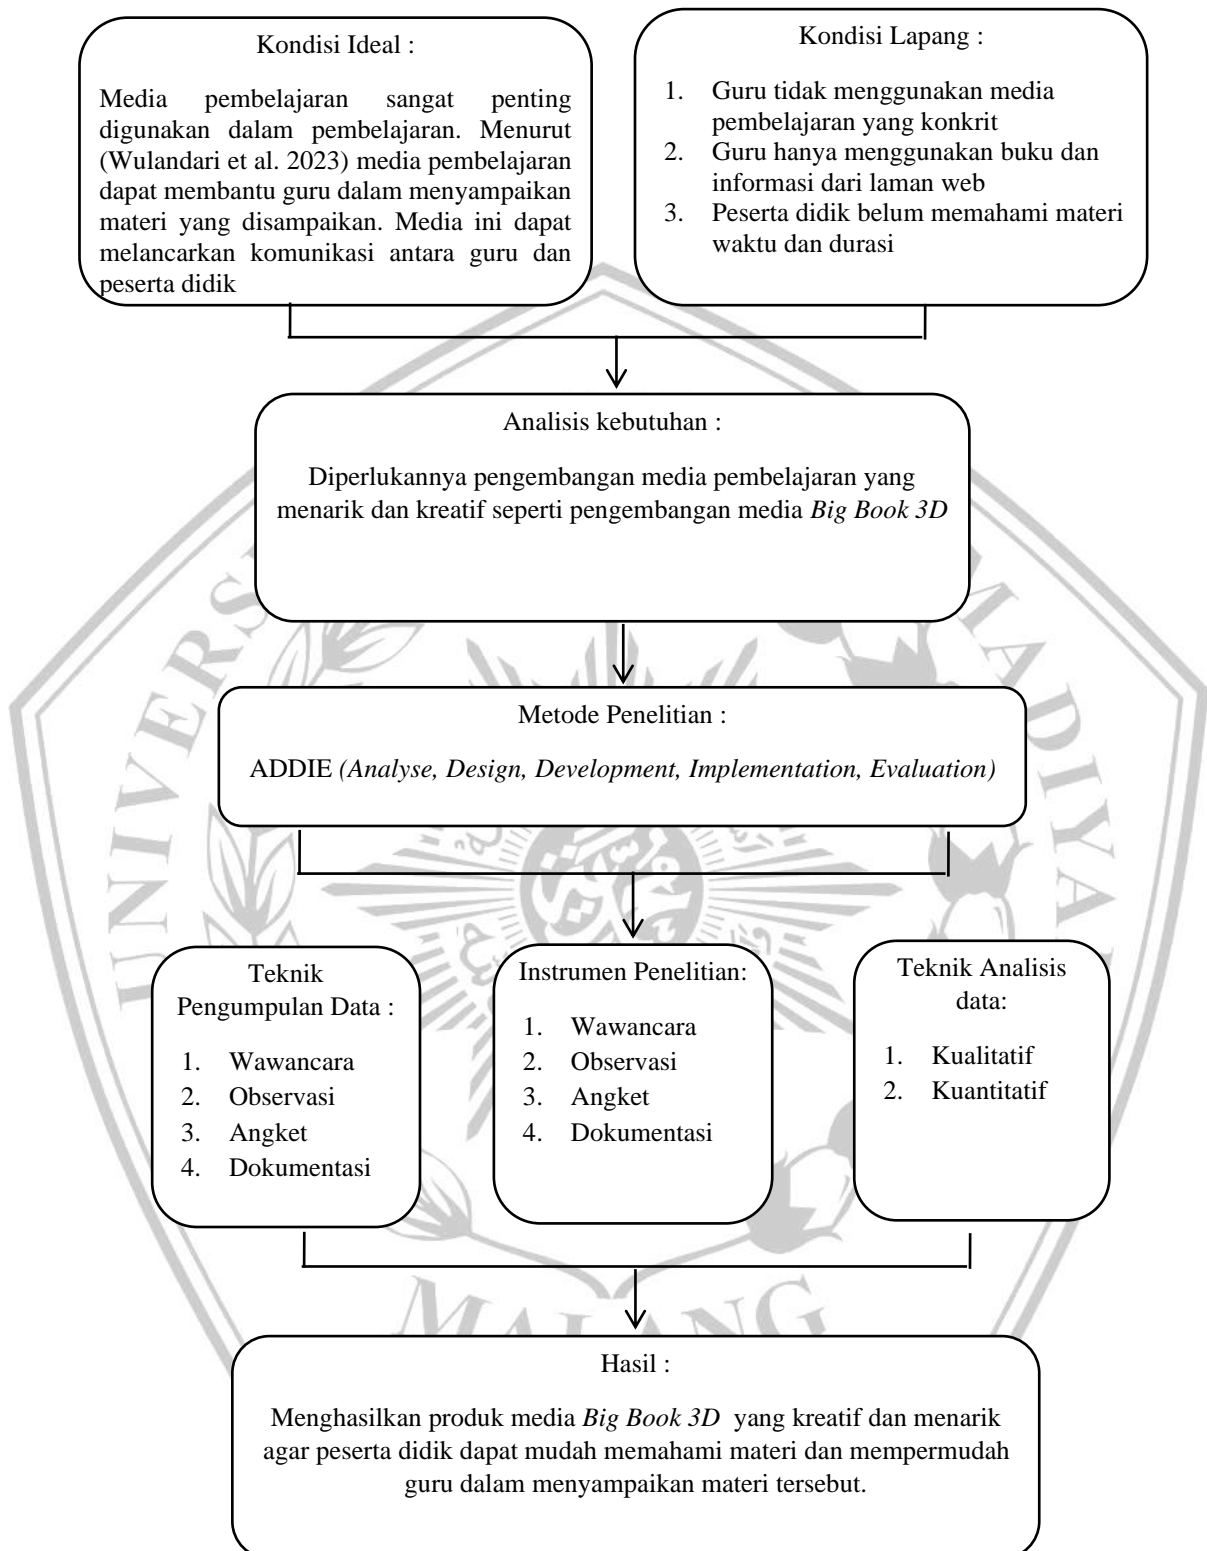 Kondisi Ideal :
Media pembelajaran sangat penting
digunakan dalam pembelajaran. Menurut
(Wulandari et al. 2023) media pembelajaran
dapat membantu guru dalam menyampaikan
materi yang disampaikan. Media ini dapat
melancarkan komunikasi antara guru dan
peserta didik
Kondisi Lapang :
1. Guru tidak menggunakan media
pembelajaran yang konkrit
2. Guru hanya menggunakan buku dan
informasi dari laman web
3. Peserta didik belum memahami materi
waktu dan durasi
Analisis kebutuhan :
Diperlukannya pengembangan media pembelajaran yang
menarik dan kreatif seperti pengembangan media Big Book 3D
Metode Penelitian :
ADDIE (Analyse, Design, Development, Implementation, Evaluation)
Teknik
Pengumpulan Data :
1. Wawancara
2. Observasi
3. Angket
4. Dokumentasi
Instrumen Penelitian:
1. Wawancara
2. Observasi
3. Angket
4. Dokumentasi
Teknik Analisis
data:
1. Kualitatif
2. Kuantitatif
Hasil :
Menghasilkan produk media Big Book 3D yang kreatif dan menarik
agar peserta didik dapat mudah memahami materi dan mempermudah
guru dalam menyampaikan materi tersebut.
MALANG